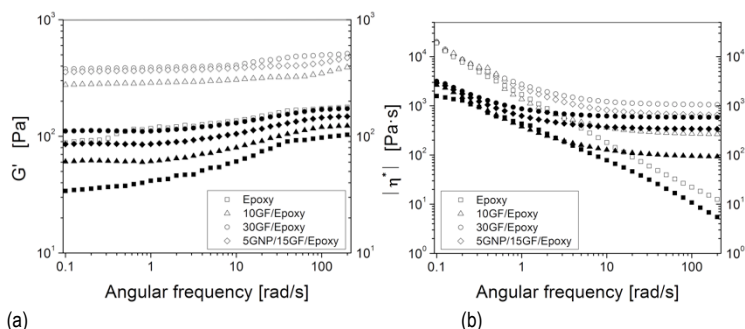 10³
10³
10²
10²
10¹
10¹
G' [Pa]
Epoxy
10GF/Epoxy
30GF/Epoxy
5GNP/15GF/Epoxy
0.1 1 10 100
Angular frequency [rad/s]
(a)
10⁴
10⁴
10³
10³
10²
10²
10¹
10¹
10⁰
10⁰
|η*| [Pa·s]
Epoxy
10GF/Epoxy
30GF/Epoxy
5GNP/15GF/Epoxy
0.1 1 10 100
Angular frequency [rad/s]
(b)